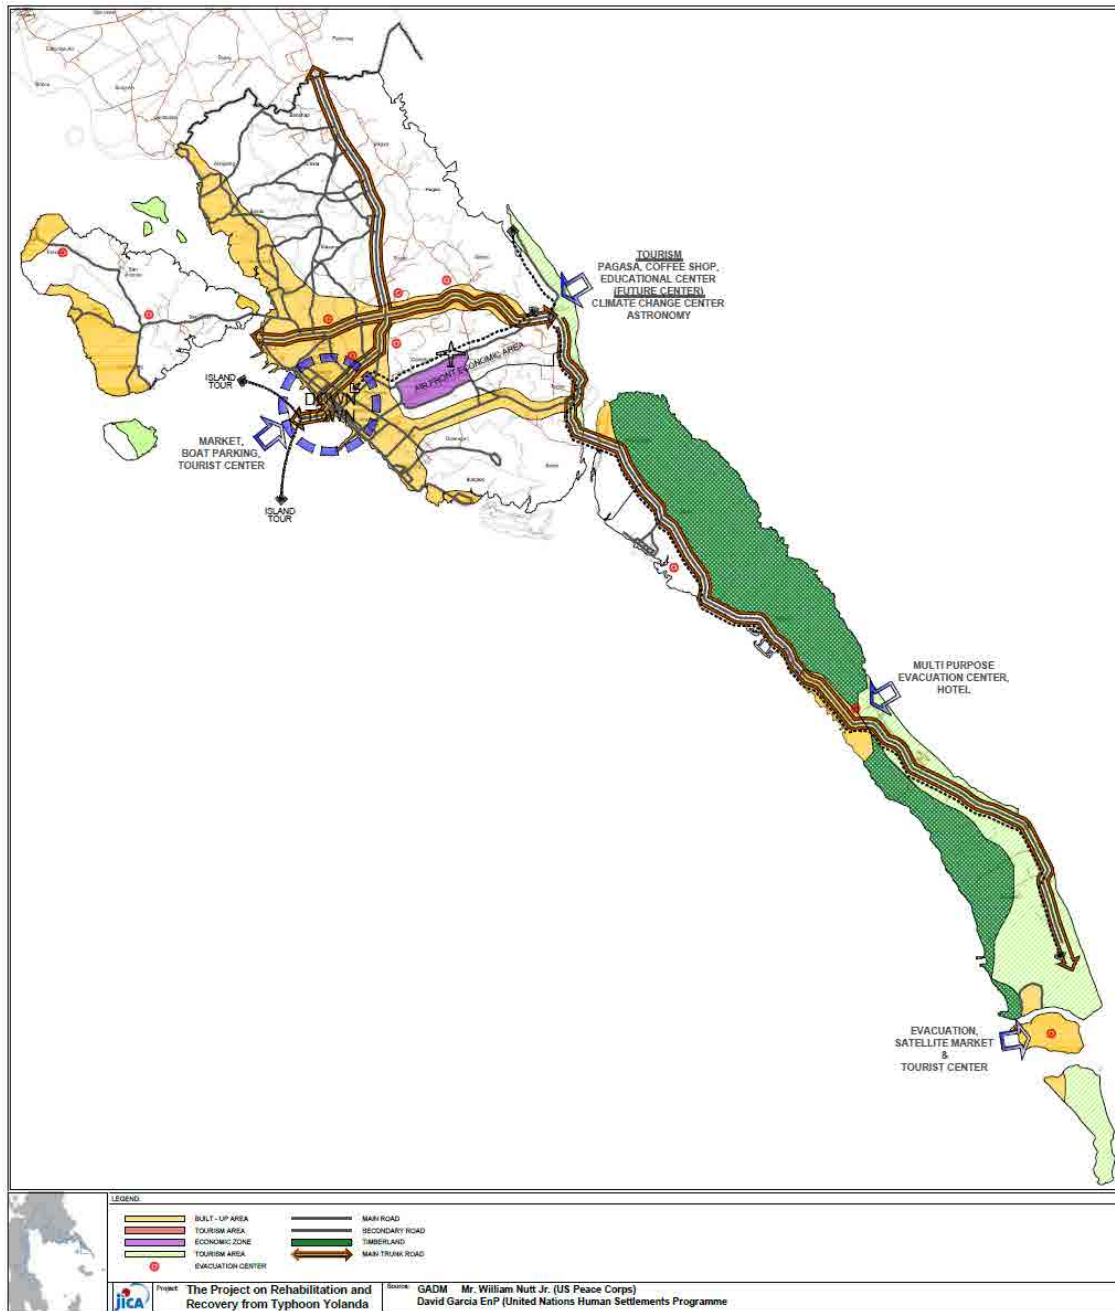 TOURISM
PAGASA, COFFEE SHOP,
EDUCATIONAL CENTER
(FUTURE CENTER)
CLIMATE CHANGE CENTER
ASTRONOMY
AIR FRONT ECONOMIC AREA
ISLAND
TOUR
DOWN
TOWN
MARKET,
BOAT PARKING,
TOURIST CENTER
ISLAND
TOUR
MULTI PURPOSE
EVACUATION CENTER,
HOTEL
EVACUATION,
SATELLITE MARKET
&
TOURIST CENTER
LEGEND:
BUILT - UP AREA
TOURISM AREA
ECONOMIC ZONE
TOURISM AREA
EVACUATION CENTER
MAIN ROAD
SECONDARY ROAD
TIMBERLAND
MAIN TRUNK ROAD
jICA
Project: The Project on Rehabilitation and
Recovery from Typhoon Yolanda
Source: GADM Mr. William Nutt Jr. (US Peace Corps)
David Garcia EnP (United Nations Human Settlements Programme